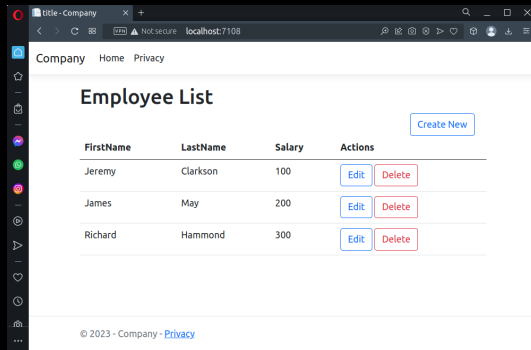 title - Company
VPN Not secure localhost:7108
Company Home Privacy
Employee List
Create New
FirstName LastName Salary Actions
Jeremy Clarkson 100 Edit Delete
James May 200 Edit Delete
Richard Hammond 300 Edit Delete
© 2023 - Company - Privacy